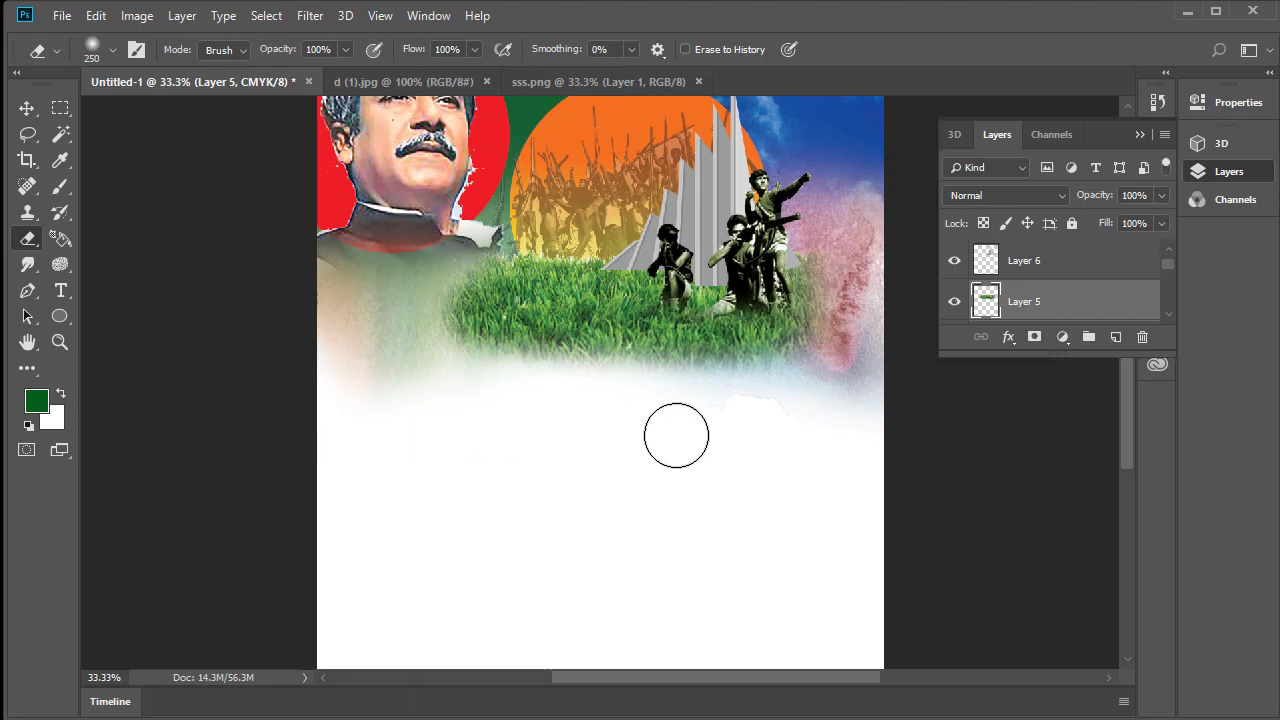 Ps File Edit Image Layer Type Select Filter 3D View Window Help
250 Mode: Brush Opacity: 100% Flow: 100% Smoothing: 0% Erase to History
Untitled-1 @ 33.3% (Layer 5, CMYK/8) * × d (1).jpg @ 100% (RGB/8#) × sss.png @ 33.3% (Layer 1, RGB/8) ×
Properties
3D Layers Channels
3D
Kind T
Layers
Normal Opacity: 100%
Channels
Lock: Fill: 100%
Layer 6
Layer 5
fx
T
33.33% Doc: 14.3M/56.3M
Timeline